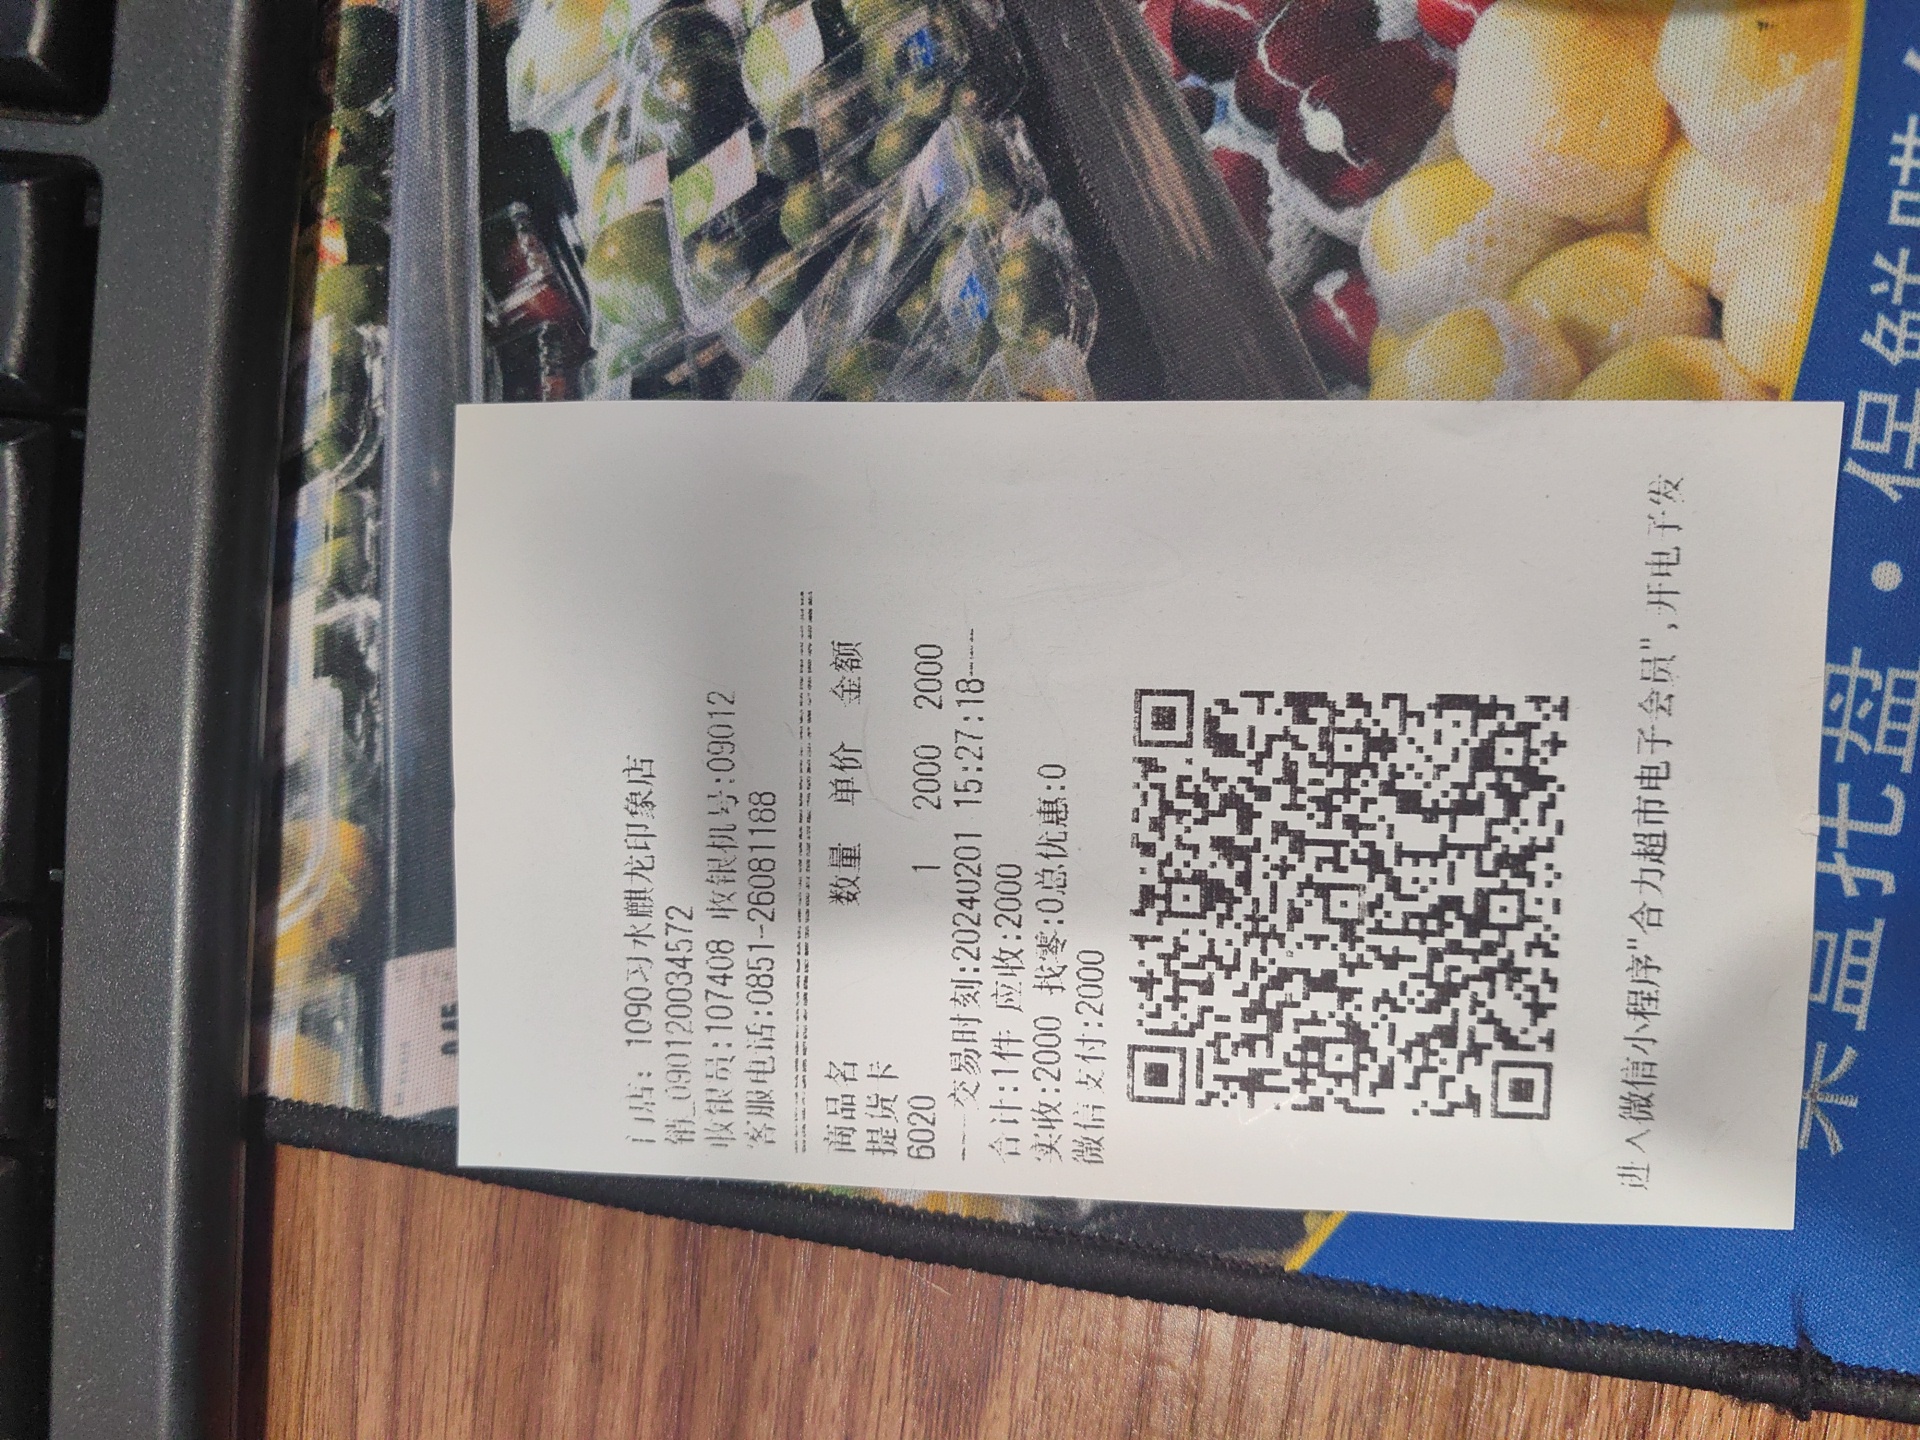 门店: 1090习水麒龙印象店
销_090120034572
收银员:107408 收银机号:09012
客服电话:0851-26081188
商品名 数量 单价 金额
提货卡
6020 1 2000 2000
----交易时刻:20240201 15:27:18----
合计:1件 应收:2000
实收:2000 找零:0总优惠:0
微信支付:2000
进入微信小程序"合力超市电子会员",开电子发
采盒托盘·保鲜